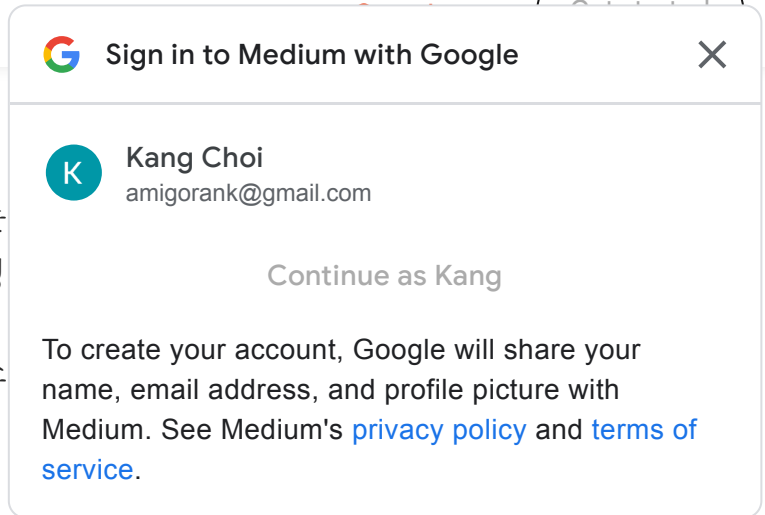 Sign in to Medium with Google
K
Kang Choi
amigorank@gmail.com
Continue as Kang
To create your account, Google will share your
name, email address, and profile picture with
Medium. See Medium's privacy policy and terms of
service.